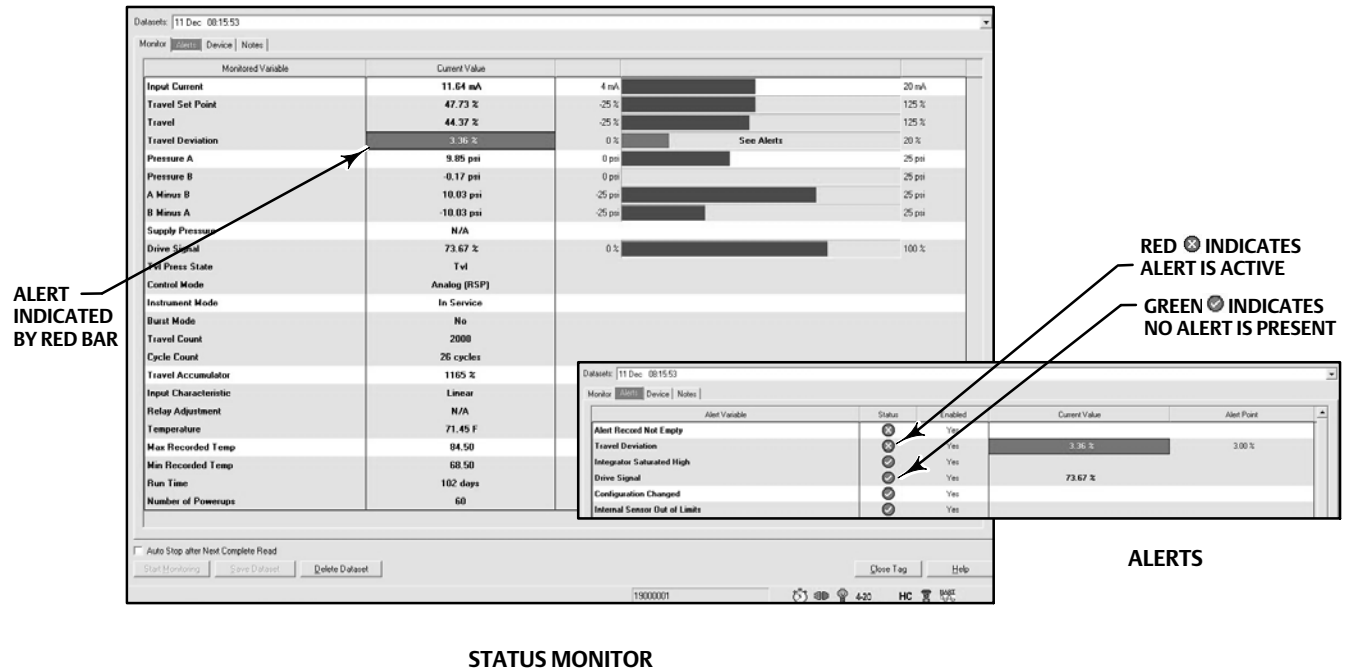 Datasets: 11 Dec 08:15:53
Monitor Alerts Device Notes
Monitored Variable Current Value
Input Current 11.64 mA 4 mA 20 mA
Travel Set Point 47.73 % -25 % 125 %
Travel 44.37 % -25 % 125 %
Travel Deviation 3.36 % 0 % See Alerts 20 %
Pressure A 9.85 psi 0 psi 25 psi
Pressure B -0.17 psi 0 psi 25 psi
A Minus B 10.03 psi -25 psi 25 psi
B Minus A -10.03 psi -25 psi 25 psi
Supply Pressure N/A
Drive Signal 73.67 % 0 % 100 %
Tvl Press State Tvl
Control Mode Analog (RSP)
Instrument Mode In Service
Burst Mode No
Travel Count 2000
Cycle Count 26 cycles
Travel Accumulator 1165 %
Input Characteristic Linear
Relay Adjustment N/A
Temperature 71.45 F
Max Recorded Temp 84.50
Min Recorded Temp 68.50
Run Time 102 days
Number of Powerups 60
Auto Stop after Next Complete Read
Start Monitoring Save Dataset Delete Dataset Close Tag Help
19000001 4-20 HC HART
ALERT
INDICATED
BY RED BAR
RED INDICATES
ALERT IS ACTIVE
GREEN INDICATES
NO ALERT IS PRESENT
Datasets: 11 Dec 08:15:53
Monitor Alerts Device Notes
Alert Variable Status Enabled Current Value Alert Point
Alert Record Not Empty Yes
Travel Deviation Yes 3.36 % 3.00 %
Integrator Saturated High Yes
Drive Signal Yes 73.67 %
Configuration Changed Yes
Internal Sensor Out of Limits Yes
ALERTS
STATUS MONITOR